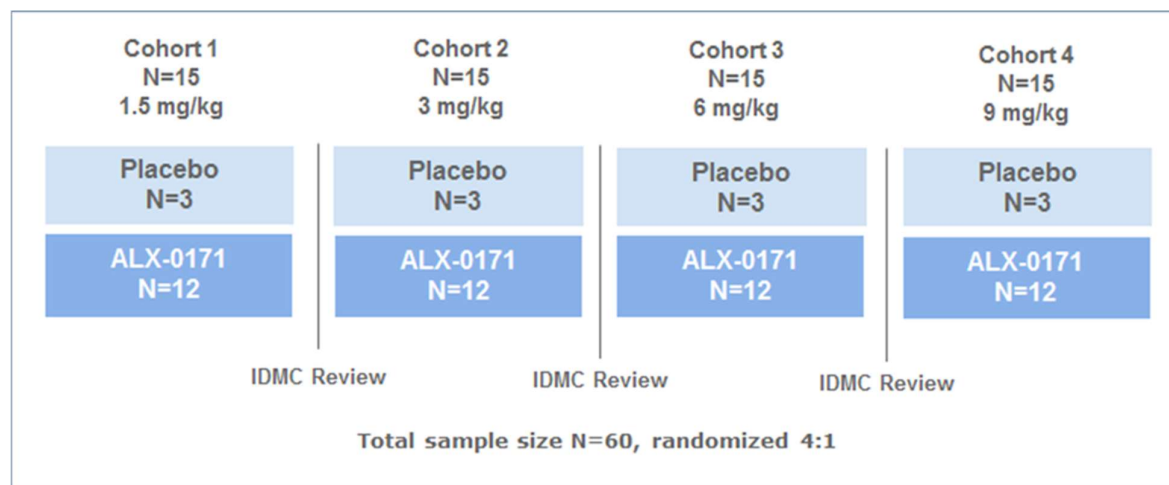 Cohort 1
N=15
1.5 mg/kg
Placebo
N=3
ALX-0171
N=12
Cohort 2
N=15
3 mg/kg
Placebo
N=3
ALX-0171
N=12
Cohort 3
N=15
6 mg/kg
Placebo
N=3
ALX-0171
N=12
Cohort 4
N=15
9 mg/kg
Placebo
N=3
ALX-0171
N=12
IDMC Review
IDMC Review
IDMC Review
Total sample size N=60, randomized 4:1